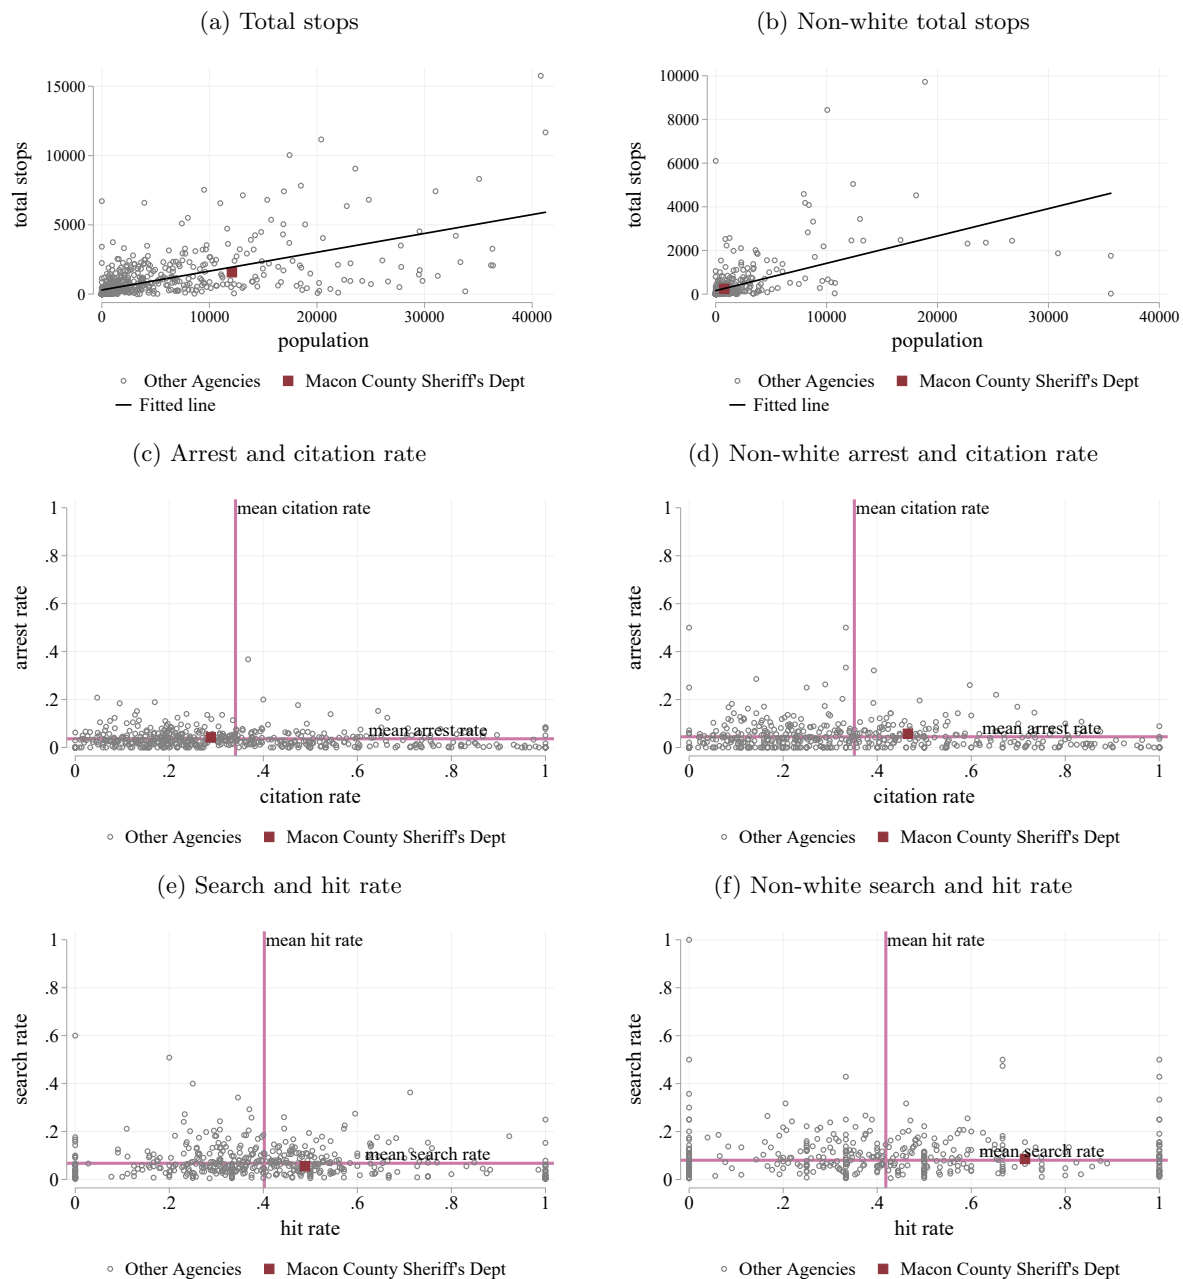 (a) Total stops
total stops
15000
10000
5000
0
0 10000 20000 30000 40000
population
Other Agencies Macon County Sheriff's Dept
Fitted line
(b) Non-white total stops
total stops
10000
8000
6000
4000
2000
0
0 10000 20000 30000 40000
population
Other Agencies Macon County Sheriff's Dept
Fitted line
(c) Arrest and citation rate
arrest rate
1
.8
.6
.4
.2
0
mean citation rate
mean arrest rate
0 .2 .4 .6 .8 1
citation rate
Other Agencies Macon County Sheriff's Dept
(d) Non-white arrest and citation rate
arrest rate
1
.8
.6
.4
.2
0
mean citation rate
mean arrest rate
0 .2 .4 .6 .8 1
citation rate
Other Agencies Macon County Sheriff's Dept
(e) Search and hit rate
search rate
1
.8
.6
.4
.2
0
mean hit rate
mean search rate
0 .2 .4 .6 .8 1
hit rate
Other Agencies Macon County Sheriff's Dept
(f) Non-white search and hit rate
search rate
1
.8
.6
.4
.2
0
mean hit rate
mean search rate
0 .2 .4 .6 .8 1
hit rate
Other Agencies Macon County Sheriff's Dept